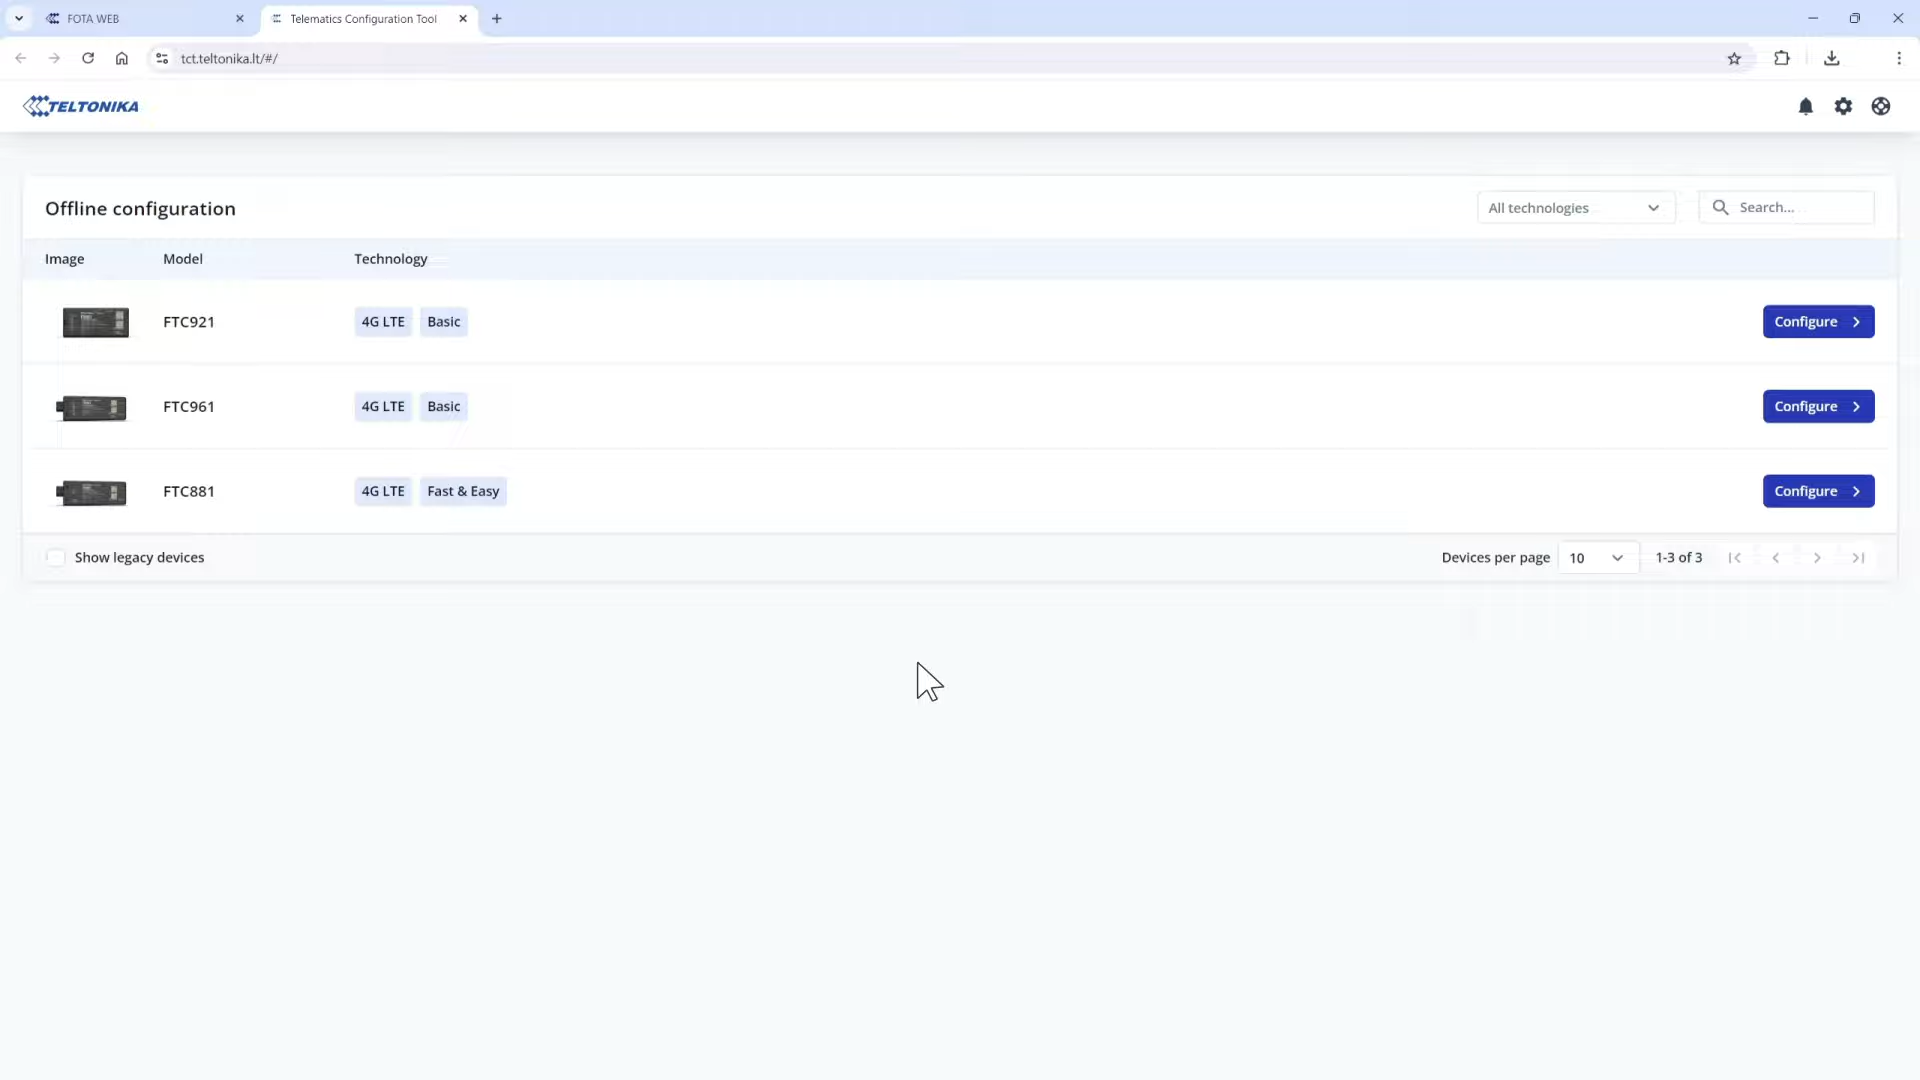 FOTA WEB
Telematics Configuration Tool
tct.teltonika.lt/#/
TELTONIKA
Offline configuration
All technologies
Search...
Image Model Technology
FTC921 4G LTE Basic Configure
FTC961 4G LTE Basic Configure
FTC881 4G LTE Fast & Easy Configure
Show legacy devices
Devices per page 10 1-3 of 3